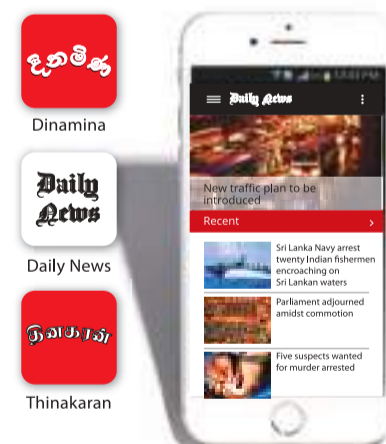 දිනමිණ
Dinamina
Daily
News
Daily News
தினகரன்
Thinakaran
Daily News
New traffic plan to be
introduced
Recent
Sri Lanka Navy arrest
twenty Indian fishermen
encroaching on
Sri Lankan waters
Parliament adjourned
amidst commotion
Five suspects wanted
for murder arrested